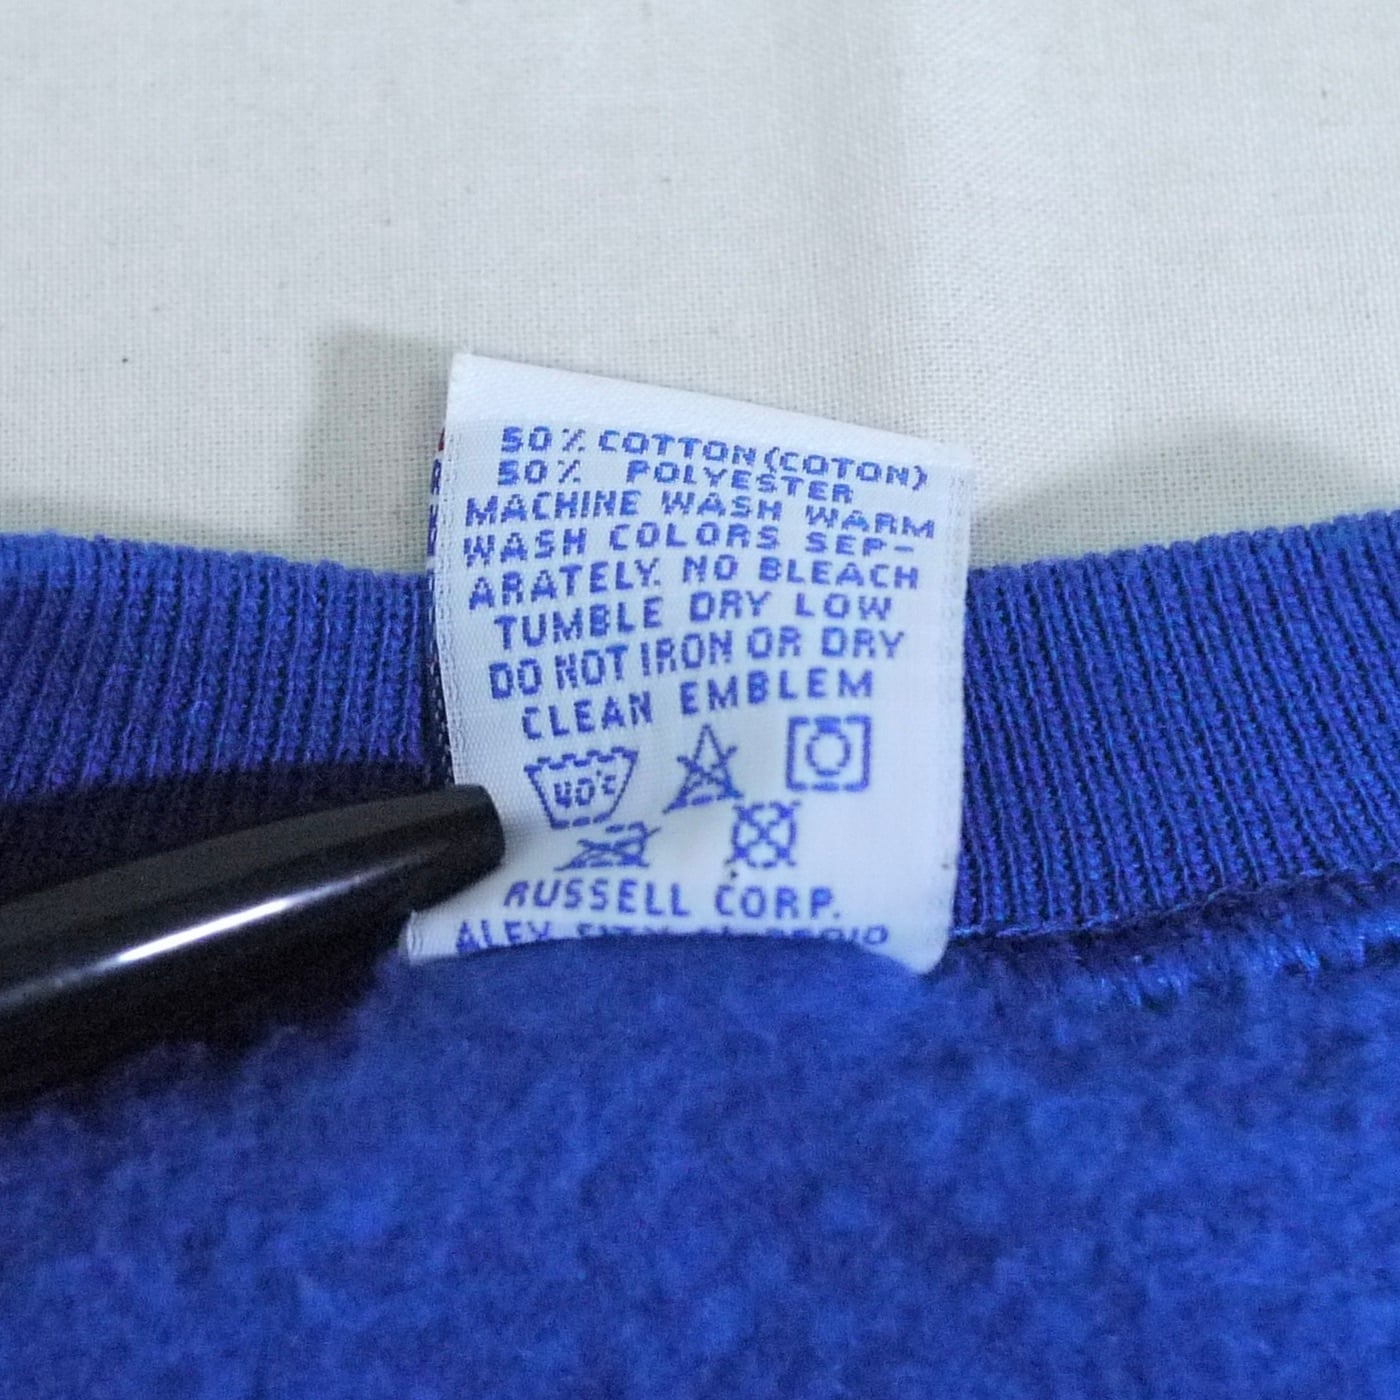 50% COTTON (COTON)
50% POLYESTER
MACHINE WASH WARM
WASH COLORS SEP-
ARATELY. NO BLEACH
TUMBLE DRY LOW
DO NOT IRON OR DRY
CLEAN EMBLEM
40°C
RUSSELL CORP.